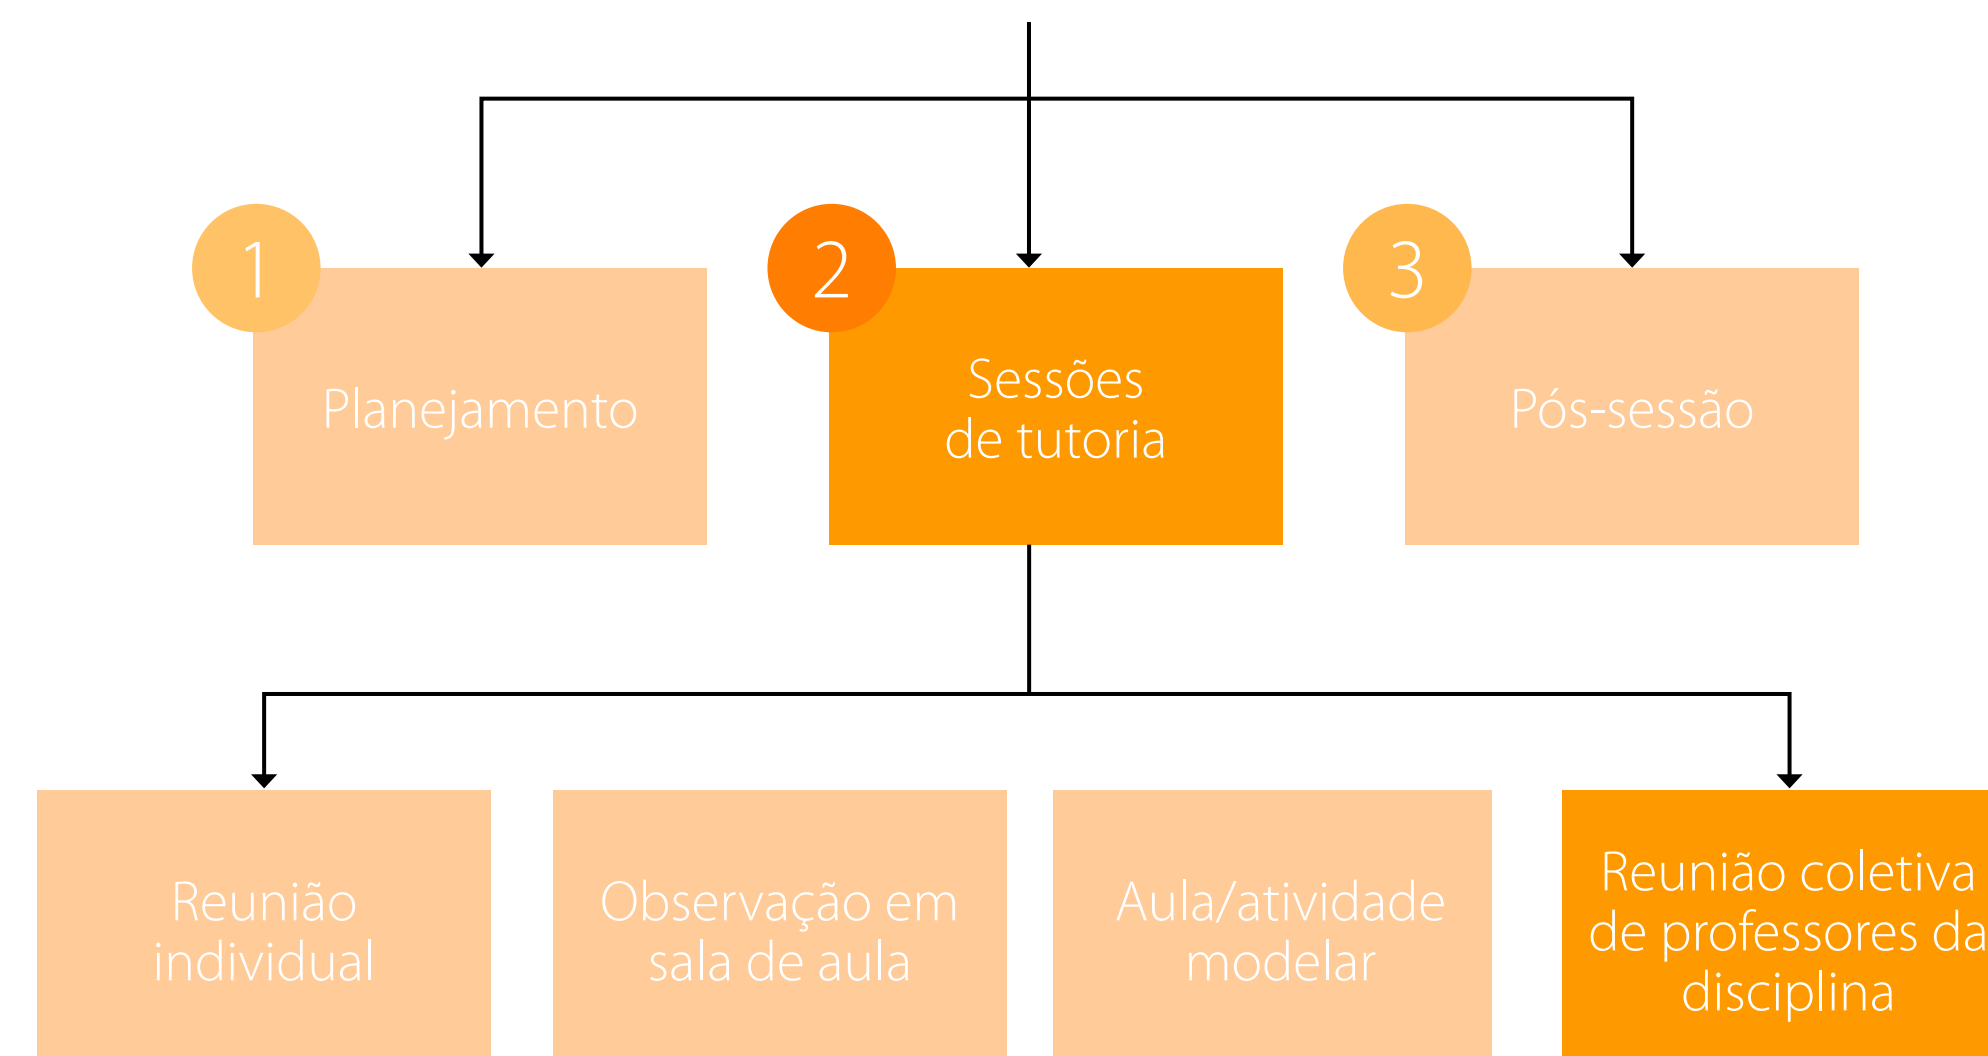 1
Planejamento
2
Sessões
de tutoria
3
Pós-sessão
Reunião
individual
Observação em
sala de aula
Aula/atividade
modelar
Reunião coletiva
de professores da
disciplina